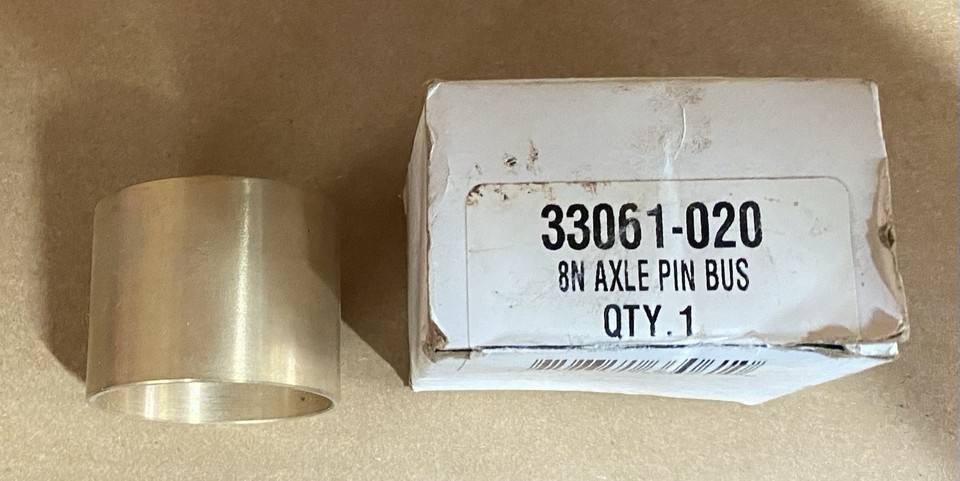 33061-020
8N AXLE PIN BUS
QTY. 1